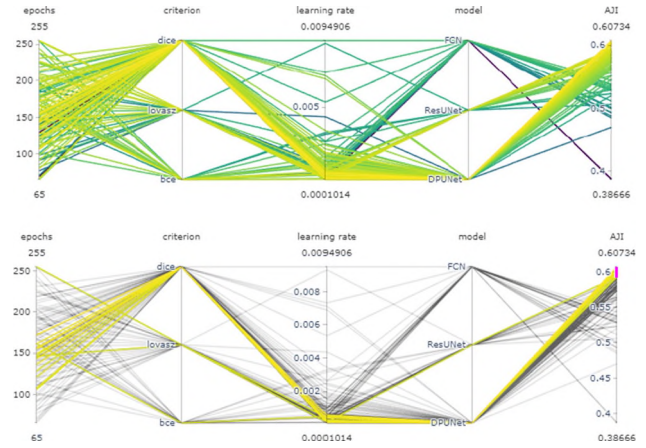 epochs criterion learning rate model AJI
255 0.0094906 0.60734
250 dice FCN 0.6
200
150 lovasz 0.005 ResUNet
100
bce DPUNet 0.4
65 0.0001014 0.38666
epochs criterion learning rate model AJI
255 0.0094906 0.60734
250 dice FCN 0.6
0.008
200 0.55
0.006
150 lovasz ResUNet 0.5
0.004
100 0.002 0.45
bce DPUNet 0.4
65 0.0001014 0.38666